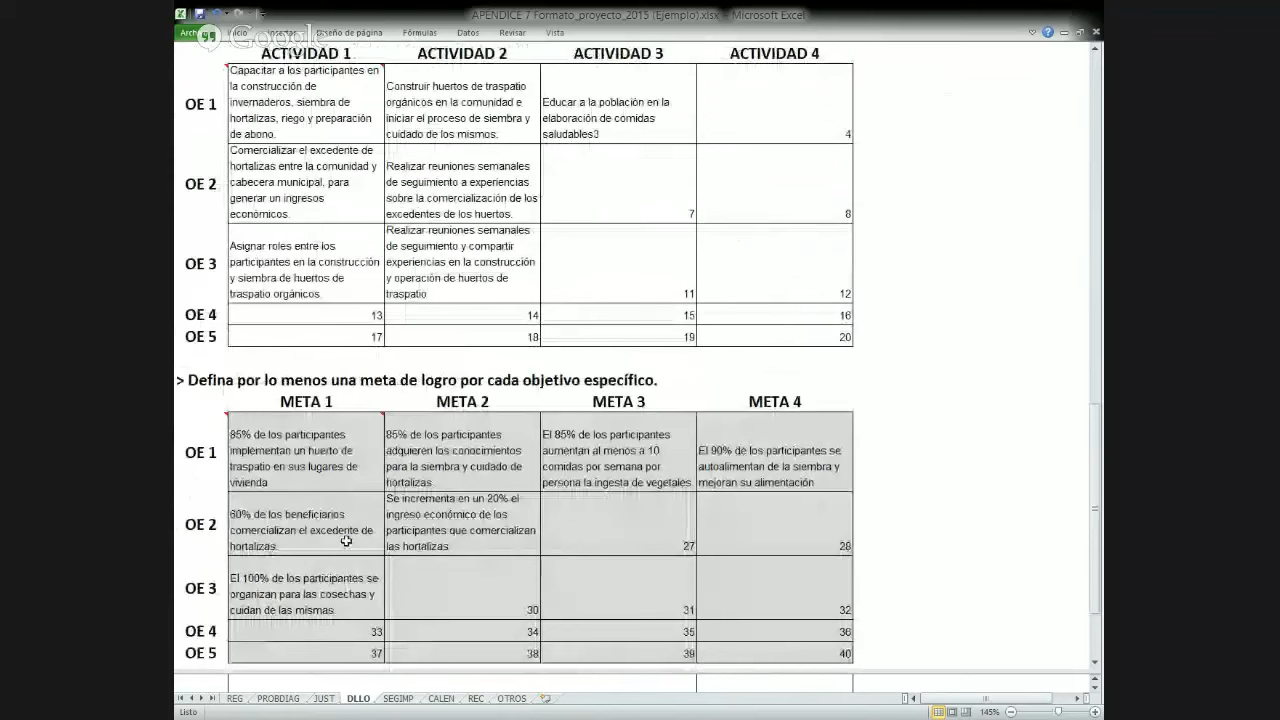 APENDICE 7 Formato_proyecto_2015 (Ejemplo).xlsx - Microsoft Excel
Archivo Inicio Insertar Diseño de página Fórmulas Datos Revisar Vista
Google
ACTIVIDAD 1 ACTIVIDAD 2 ACTIVIDAD 3 ACTIVIDAD 4
OE 1
Capacitar a los participantes en
la construcción de
invernaderos, siembra de
hortalizas, riego y preparación
de abono.
Construir huertos de traspatio
orgánicos en la comunidad e
iniciar el proceso de siembra y
cuidado de los mismos.
Educar a la población en la
elaboración de comidas
saludables3
4
OE 2
Comercializar el excedente de
hortalizas entre la comunidad y
cabecera municipal, para
generar un ingresos
económicos.
Realizar reuniones semanales
de seguimiento a experiencias
sobre la comercialización de los
excedentes de los huertos.
7
8
OE 3
Asignar roles entre los
participantes en la construcción
y siembra de huertos de
traspatio orgánicos
Realizar reuniones semanales
de seguimiento y compartir
experiencias en la construcción
y operación de huertos de
traspatio
11
12
OE 4 13 14 15 16
OE 5 17 18 19 20
> Defina por lo menos una meta de logro por cada objetivo específico.
META 1 META 2 META 3 META 4
OE 1
85% de los participantes
implementan un huerto de
traspatio en sus lugares de
vivienda
85% de los participantes
adquieren los conocimientos
para la siembra y cuidado de
hortalizas.
El 85% de los participantes
aumentan al menos a 10
comidas por semana por
persona la ingesta de vegetales
El 90% de los participantes se
autoalimentan de la siembra y
mejoran su alimentación
OE 2
60% de los beneficiarios
comercializan el excedente de
hortalizas.
Se incrementa en un 20% el
ingreso económico de los
participantes que comercializan
las hortalizas
27
28
OE 3
El 100% de los participantes se
organizan para las cosechas y
cuidan de las mismas.
30
31
32
OE 4 33 34 35 36
OE 5 37 38 39 40
REG PROBDIAG JUST DLLO SEGIMP CALEN REC OTROS
Listo 145%